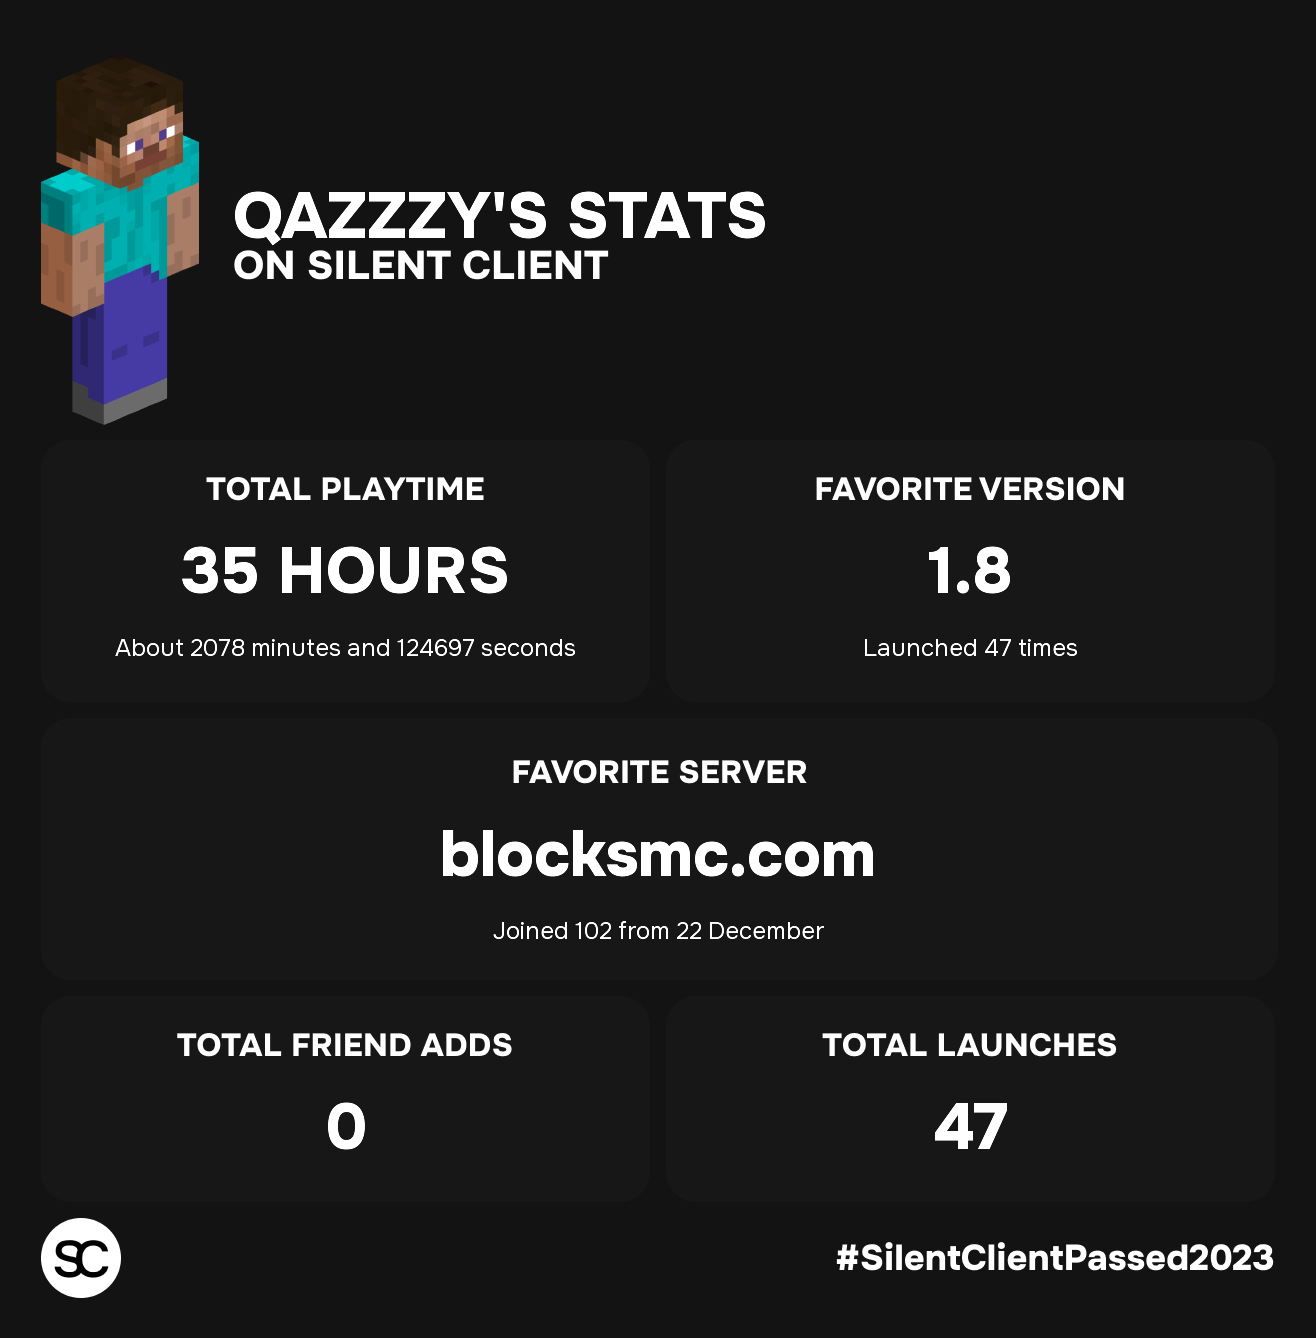 QAZZZY'S STATS
ON SILENT CLIENT
TOTAL PLAYTIME
35 HOURS
About 2078 minutes and 124697 seconds
FAVORITE VERSION
1.8
Launched 47 times
FAVORITE SERVER
blocksmc.com
Joined 102 from 22 December
TOTAL FRIEND ADDS
0
TOTAL LAUNCHES
47
SC
#SilentClientPassed2023